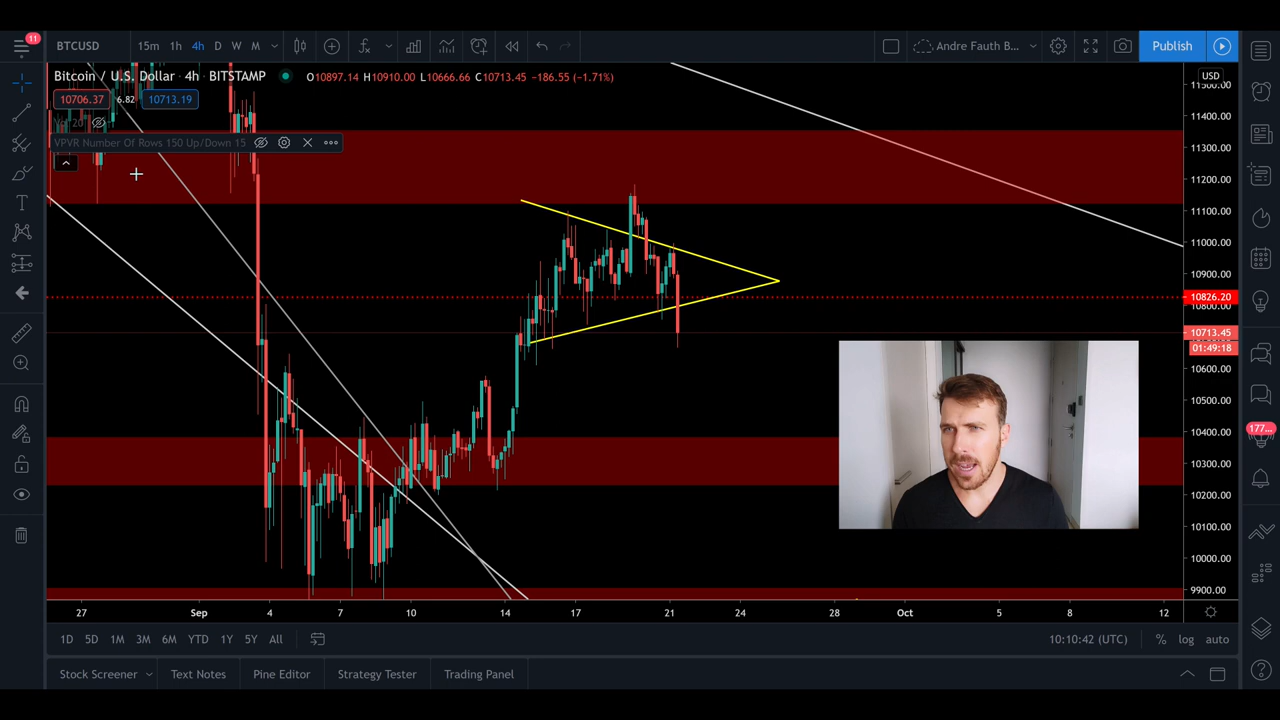 11
BTCUSD 15m 1h 4h D W M Andre Fauth B... Publish
Bitcoin / U.S. Dollar · 4h · BITSTAMP O10897.14 H10910.00 L10666.66 C10713.45 −186.55 (−1.71%) USD
10706.37 6.82 10713.19
Vol 20
VPVR Number Of Rows 150 Up/Down 15
11500.00
11400.00
11300.00
11200.00
11100.00
11000.00
10900.00
10826.20
10800.00
10713.45
01:49:18
10600.00
10500.00
10400.00
10300.00
10200.00
10100.00
10000.00
9900.00
177...
27 Sep 4 7 10 14 17 21 24 28 Oct 5 8 12
1D 5D 1M 3M 6M YTD 1Y 5Y All 10:10:42 (UTC) % log auto
Stock Screener Text Notes Pine Editor Strategy Tester Trading Panel